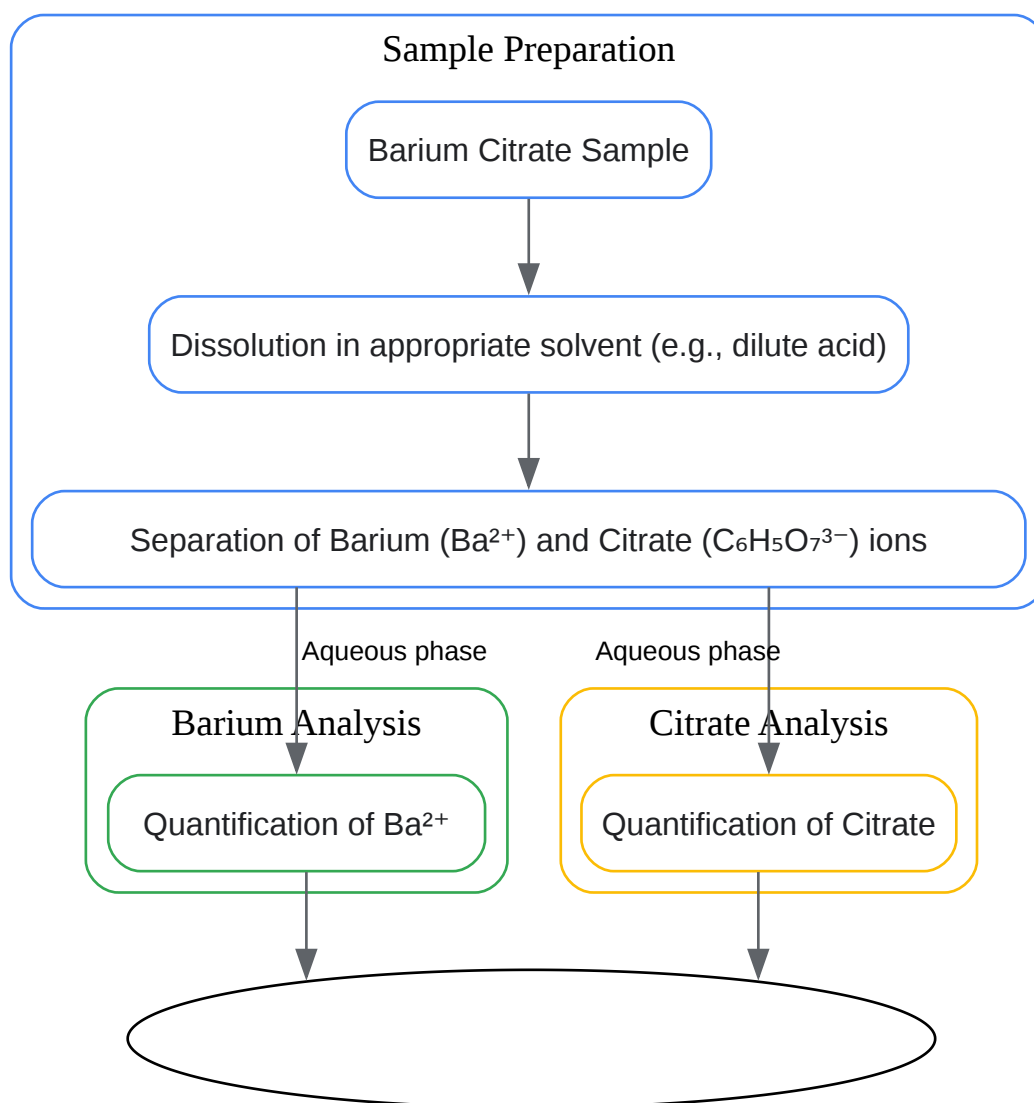 Sample Preparation
Barium Citrate Sample
Dissolution in appropriate solvent (e.g., dilute acid)
Separation of Barium (Ba²⁺) and Citrate (C₆H₅O₇³⁻) ions
Aqueous phase
Aqueous phase
Barium Analysis
Citrate Analysis
Quantification of Ba²⁺
Quantification of Citrate